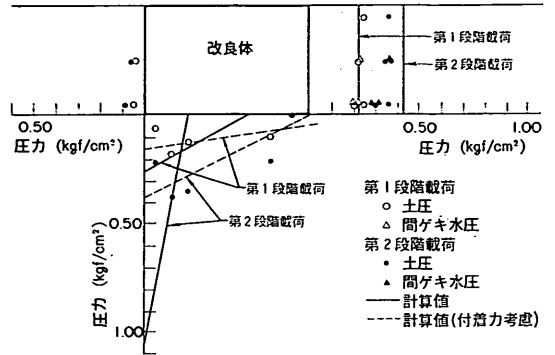 改良体
第1段階載荷
第2段階載荷
0.50
圧力 (kgf/cm²)
0.50
1.00
圧力 (kgf/cm²)
第1段階載荷
第2段階載荷
0.50
1.00
圧力 (kgf/cm²)
第1段階載荷
○ 土圧
△ 間ゲキ水圧
第2段階載荷
● 土圧
▲ 間ゲキ水圧
計算値
計算値(付着力考慮)